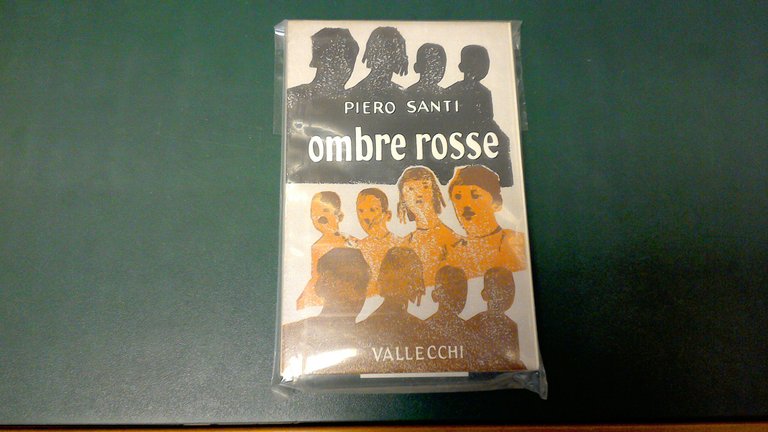 PIERO SANTI
ombre rosse
VALLECCHI